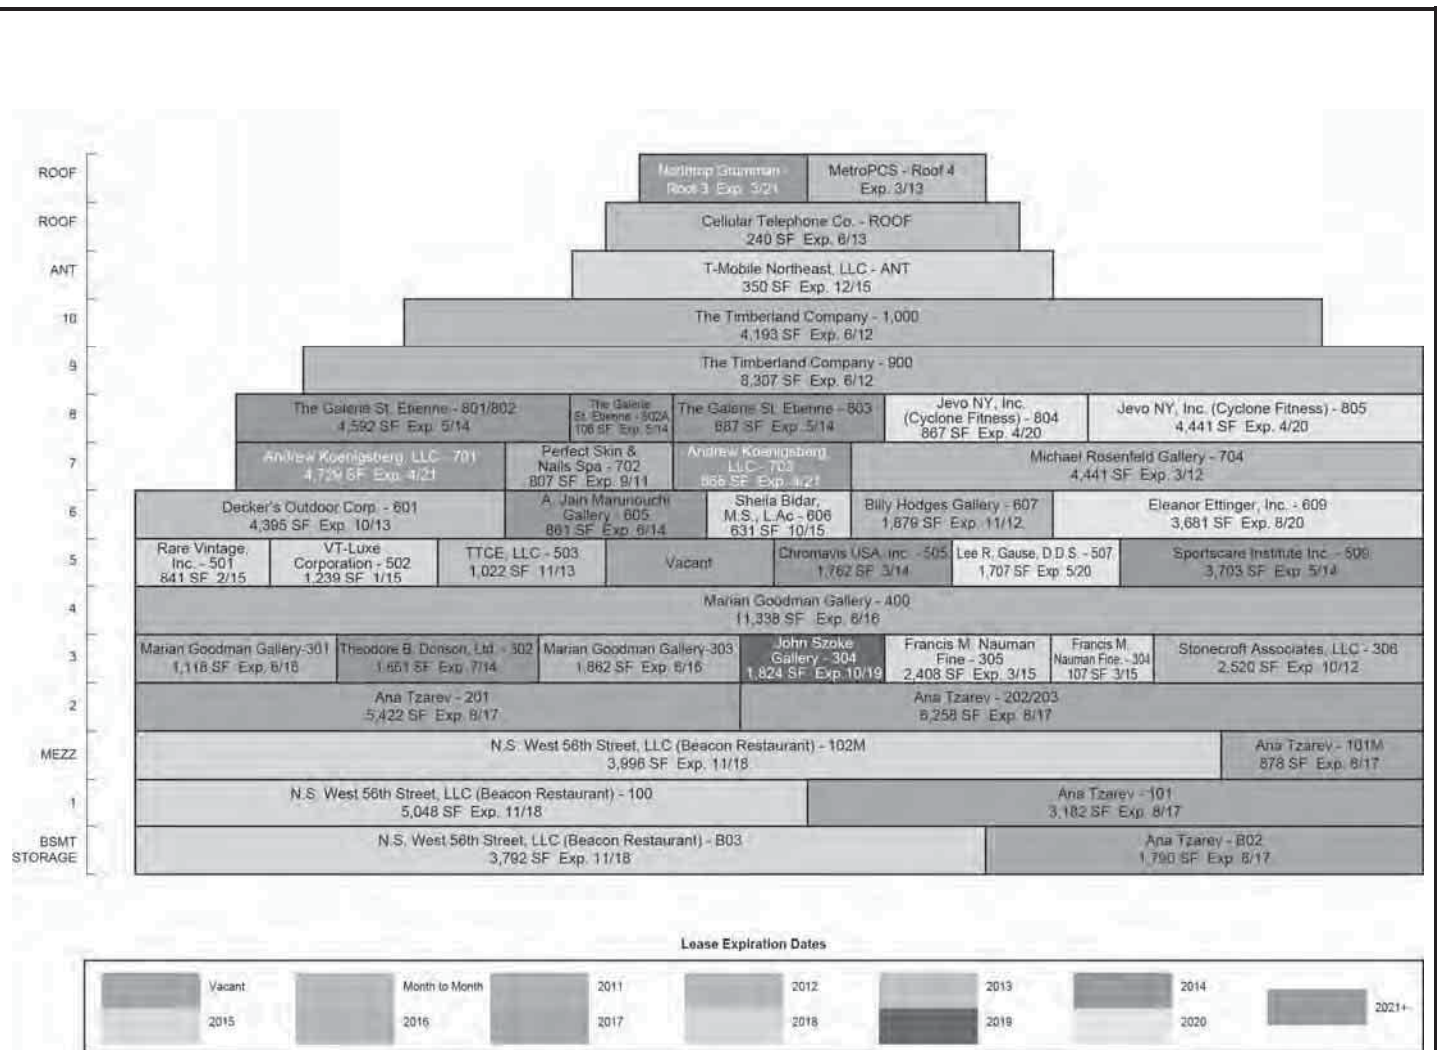 ROOF
Northrop Grumman -
Roof 3 Exp. 3/21
MetroPCS - Roof 4
Exp. 3/13
ROOF
Cellular Telephone Co. - ROOF
240 SF Exp. 6/13
ANT
T-Mobile Northeast, LLC - ANT
350 SF Exp. 12/15
10
The Timberland Company - 1,000
4,193 SF Exp. 6/12
9
The Timberland Company - 900
8,307 SF Exp. 6/12
8
The Galerie St. Etienne - 801/802
4,592 SF Exp. 5/14
The Galerie
St. Etienne - 802A
106 SF Exp. 5/14
The Galerie St. Etienne - 803
887 SF Exp. 5/14
Jevo NY, Inc.
(Cyclone Fitness) - 804
867 SF Exp. 4/20
Jevo NY, Inc. (Cyclone Fitness) - 805
4,441 SF Exp. 4/20
7
Andrew Koenigsberg, LLC - 701
4,729 SF Exp. 4/21
Perfect Skin &
Nails Spa - 702
807 SF Exp. 9/11
Andrew Koenigsberg,
LLC - 703
SF Exp. 4/21
Michael Rosenfeld Gallery - 704
4,441 SF Exp. 3/12
6
Decker's Outdoor Corp. - 601
4,395 SF Exp. 10/13
A. Jain Marunouchi
Gallery - 605
861 SF Exp. 6/14
Sheila Bidar,
M.S., L.Ac - 606
631 SF 10/15
Billy Hodges Gallery - 607
1,879 SF Exp. 11/12
Eleanor Ettinger, Inc. - 609
3,681 SF Exp. 8/20
5
Rare Vintage,
Inc. - 501
841 SF 2/15
VT-Luxe
Corporation - 502
1,239 SF 1/15
TTCE, LLC - 503
1,022 SF 11/13
Vacant
Chromavis USA, Inc. - 505
1,762 SF 3/14
Lee R. Gause, D.D.S. - 507
1,707 SF Exp. 5/20
Sportscare Institute Inc. - 509
3,703 SF Exp. 5/14
4
Marian Goodman Gallery - 400
11,338 SF Exp. 6/16
3
Marian Goodman Gallery-301
1,118 SF Exp. 6/16
Theodore B. Donson, Ltd. - 302
1,661 SF Exp. 7/14
Marian Goodman Gallery-303
1,862 SF Exp. 6/16
John Szoke
Gallery - 304
1,824 SF Exp.10/19
Francis M. Nauman
Fine - 305
2,408 SF Exp. 3/15
Francis M.
Nauman Fine. - 304
107 SF 3/15
Stonecroft Associates, LLC - 306
2,520 SF Exp. 10/12
2
Ana Tzarev - 201
5,422 SF Exp. 8/17
Ana Tzarev - 202/203
6,258 SF Exp. 8/17
MEZZ
N.S. West 56th Street, LLC (Beacon Restaurant) - 102M
3,996 SF Exp. 11/18
Ana Tzarev - 101M
878 SF Exp. 8/17
1
N.S. West 56th Street, LLC (Beacon Restaurant) - 100
5,048 SF Exp. 11/18
Ana Tzarev - 101
3,182 SF Exp. 8/17
BSMT
STORAGE
N.S. West 56th Street, LLC (Beacon Restaurant) - B03
3,792 SF Exp. 11/18
Ana Tzarev - B02
1,790 SF Exp. 8/17
Lease Expiration Dates
Vacant
Month to Month
2011
2012
2013
2014
2021+
2015
2016
2017
2018
2019
2020